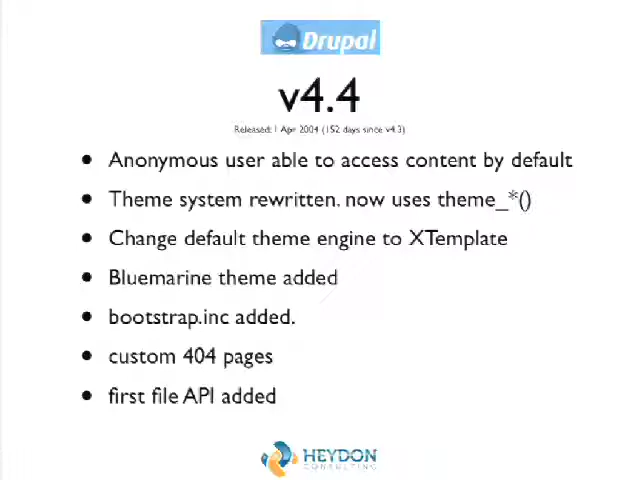 Drupal
v4.4
Released: 1 Apr 2004 (152 days since v4.3)
• Anonymous user able to access content by default
• Theme system rewritten. now uses theme_*()
• Change default theme engine to XTemplate
• Bluemarine theme added
• bootstrap.inc added.
• custom 404 pages
• first file API added
HEYDON
CONSULTING